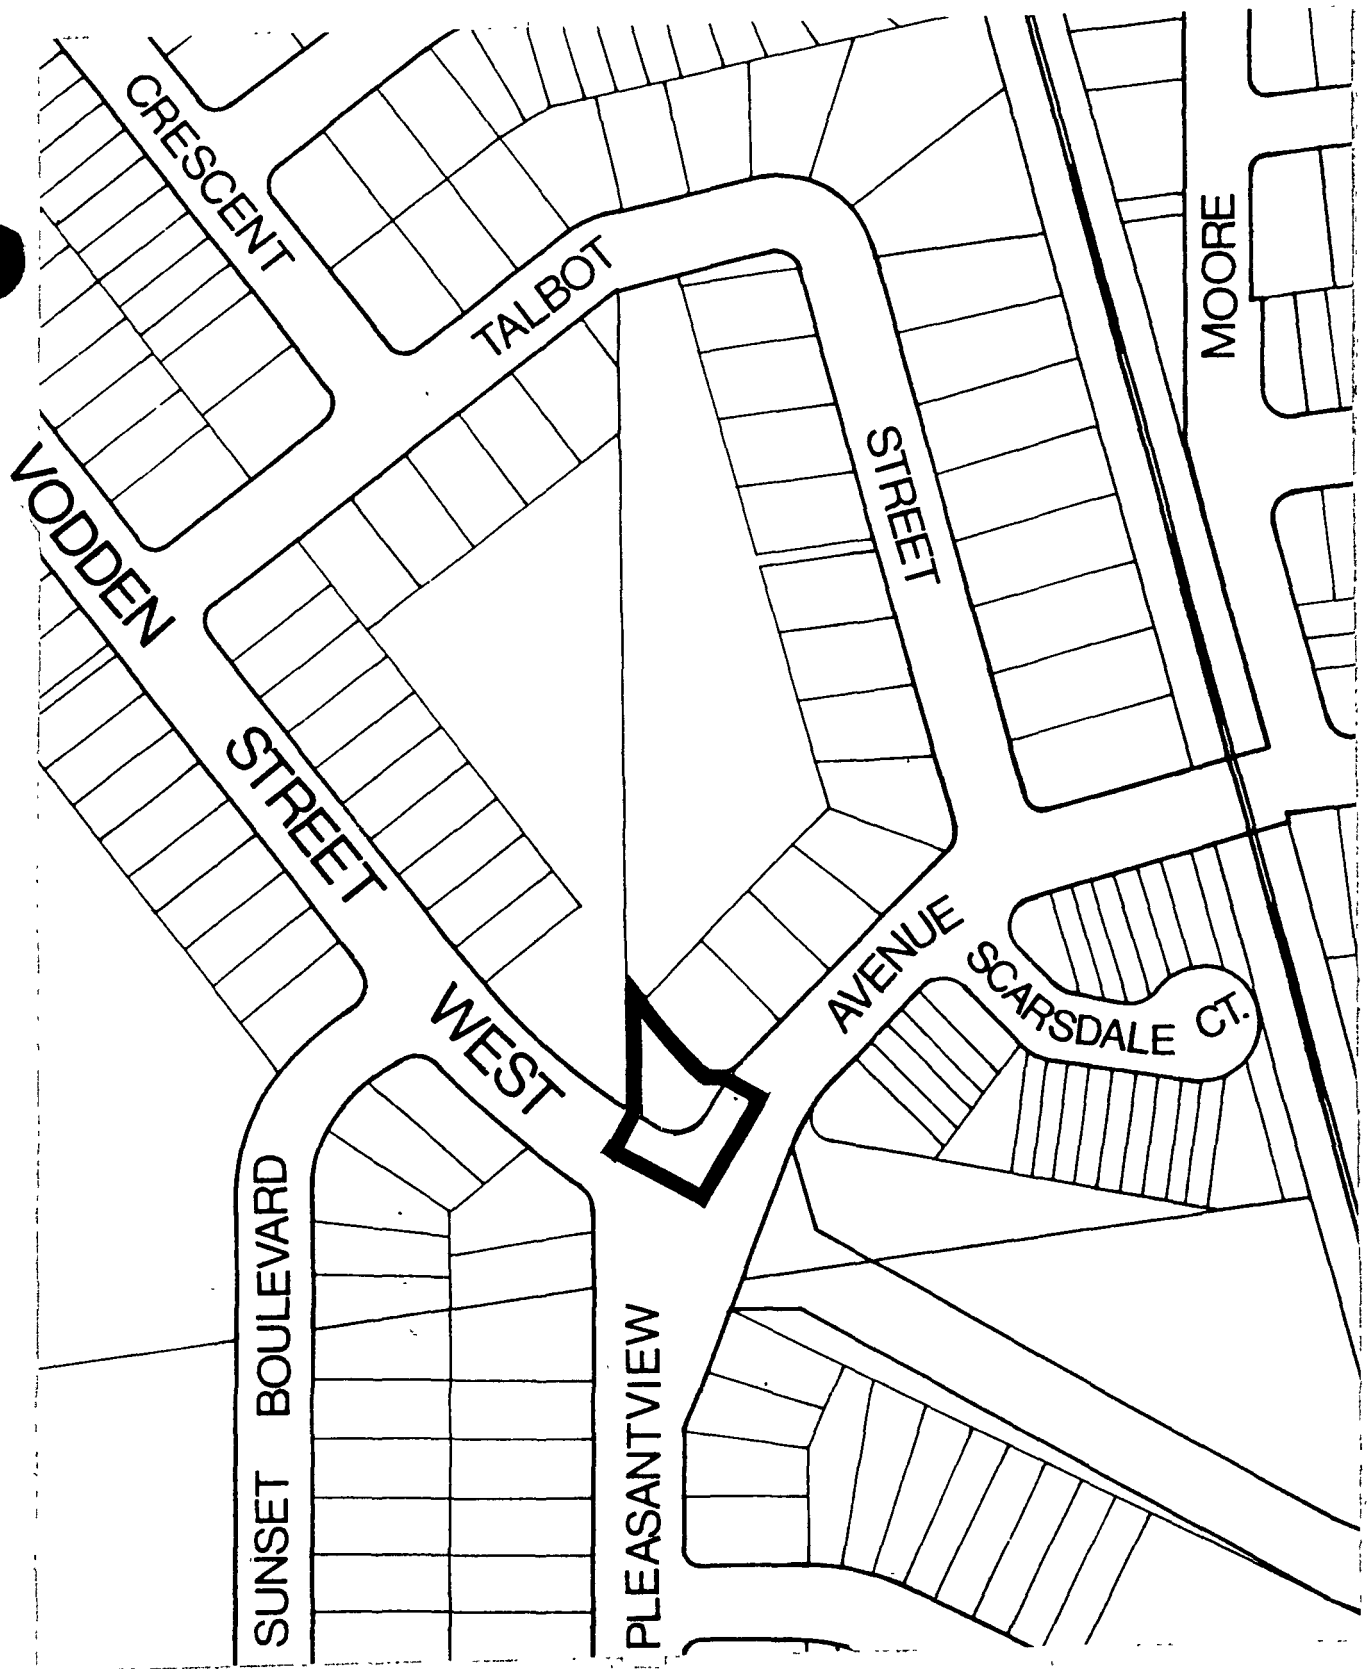 CRESCENT
TALBOT
STREET
MOORE
VODDEN
STREET
WEST
AVENUE
SCARSDALE CT.
SUNSET BOULEVARD
PLEASANTVIEW